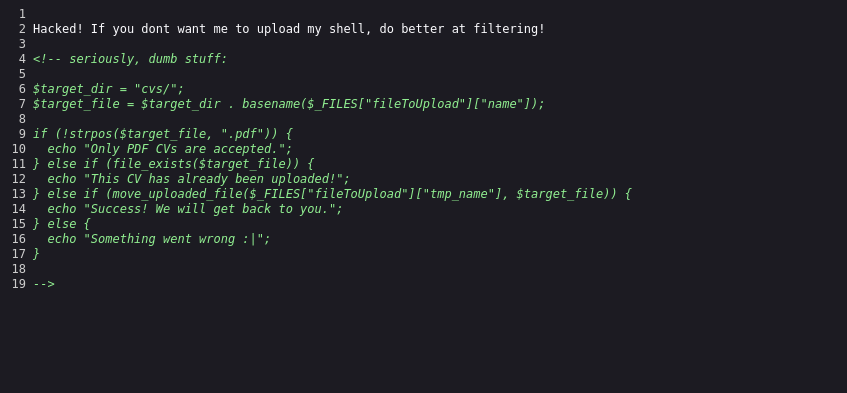 1
2 Hacked! If you dont want me to upload my shell, do better at filtering!
3
4 <!-- seriously, dumb stuff:
5
6 $target_dir = "cvs/";
7 $target_file = $target_dir . basename($_FILES["fileToUpload"]["name"]);
8
9 if (!strpos($target_file, ".pdf")) {
10   echo "Only PDF CVs are accepted.";
11 } else if (file_exists($target_file)) {
12   echo "This CV has already been uploaded!";
13 } else if (move_uploaded_file($_FILES["fileToUpload"]["tmp_name"], $target_file)) {
14   echo "Success! We will get back to you.";
15 } else {
16   echo "Something went wrong :|";
17 }
18
19 -->